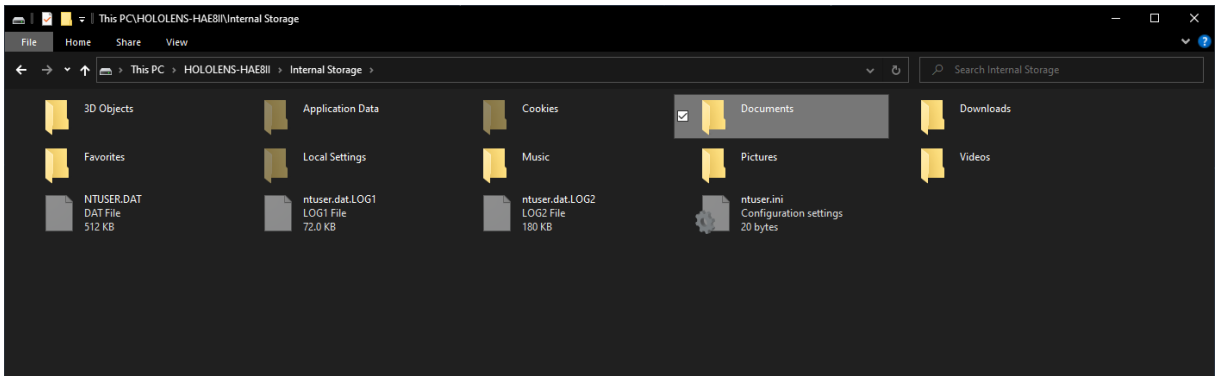 This PC\HOLOLENS-HAE8II\Internal Storage
File Home Share View
This PC > HOLOLENS-HAE8II > Internal Storage >
Search Internal Storage
3D Objects
Application Data
Cookies
Documents
Downloads
Favorites
Local Settings
Music
Pictures
Videos
NTUSER.DAT
DAT File
512 KB
ntuser.dat.LOG1
LOG1 File
72.0 KB
ntuser.dat.LOG2
LOG2 File
180 KB
ntuser.ini
Configuration settings
20 bytes